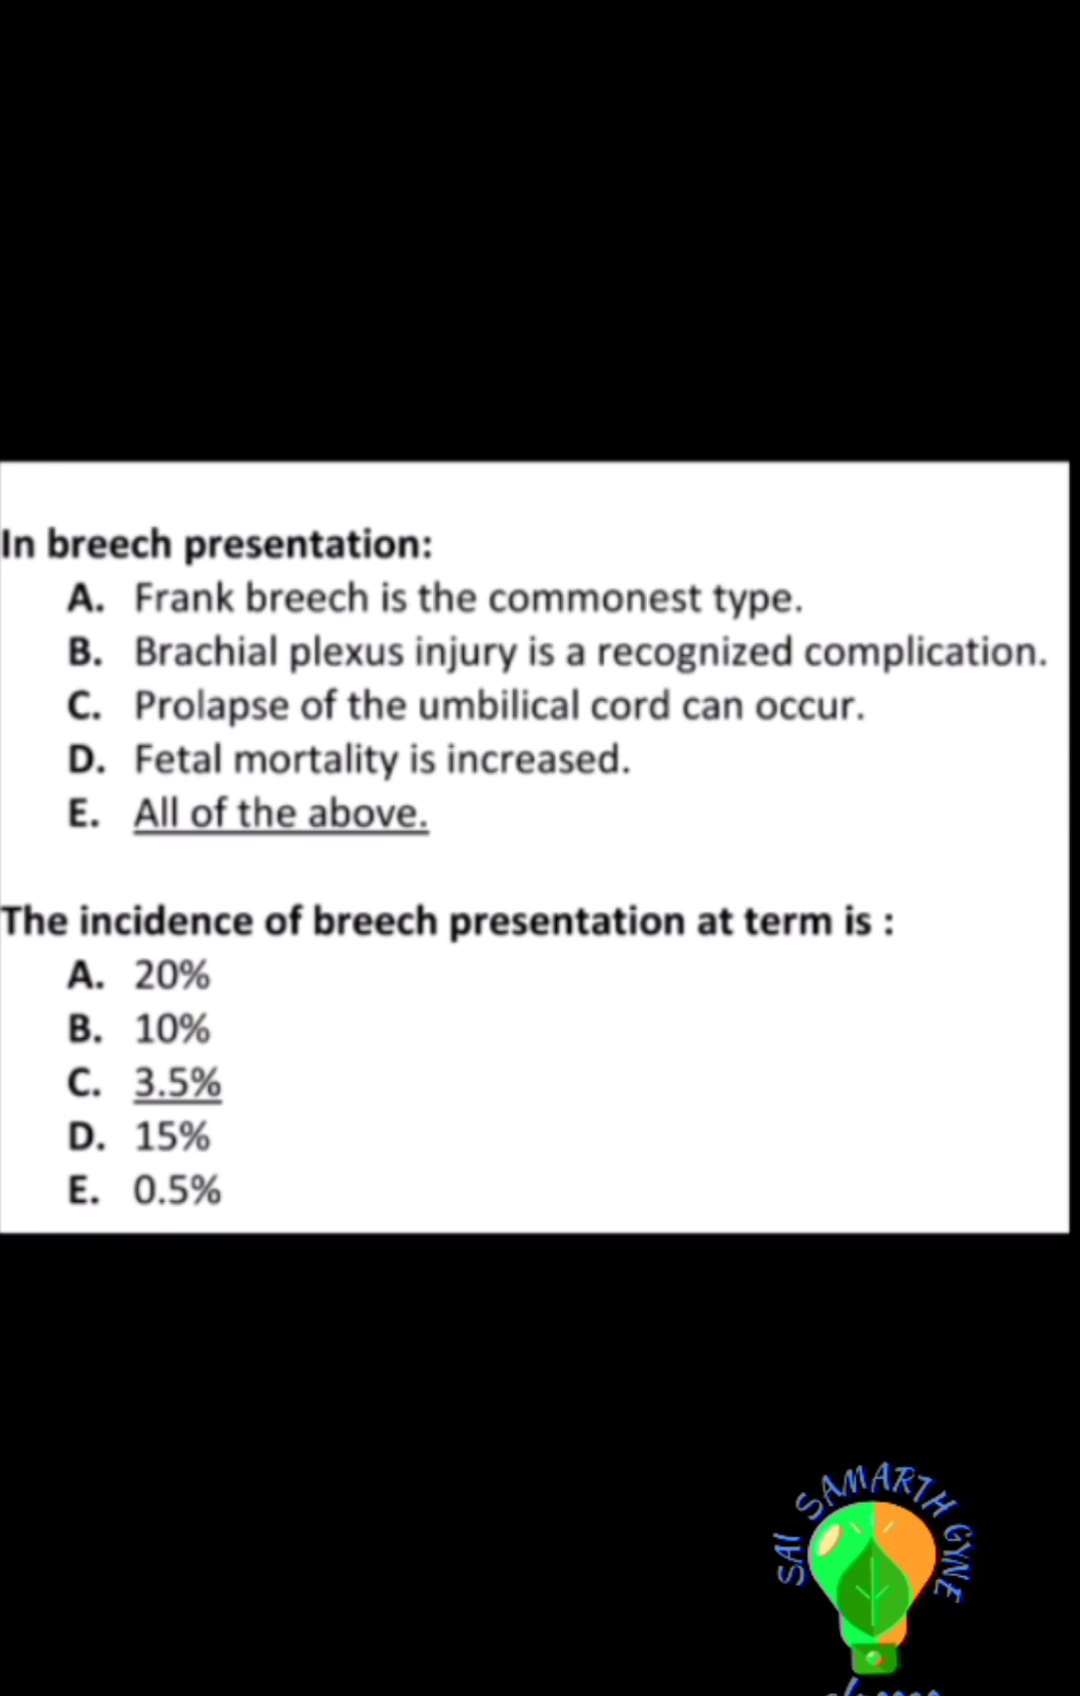 In breech presentation:
A. Frank breech is the commonest type.
B. Brachial plexus injury is a recognized complication.
C. Prolapse of the umbilical cord can occur.
D. Fetal mortality is increased.
E. All of the above.
The incidence of breech presentation at term is :
A. 20%
B. 10%
C. 3.5%
D. 15%
E. 0.5%
SAI SAMARTH GYNE